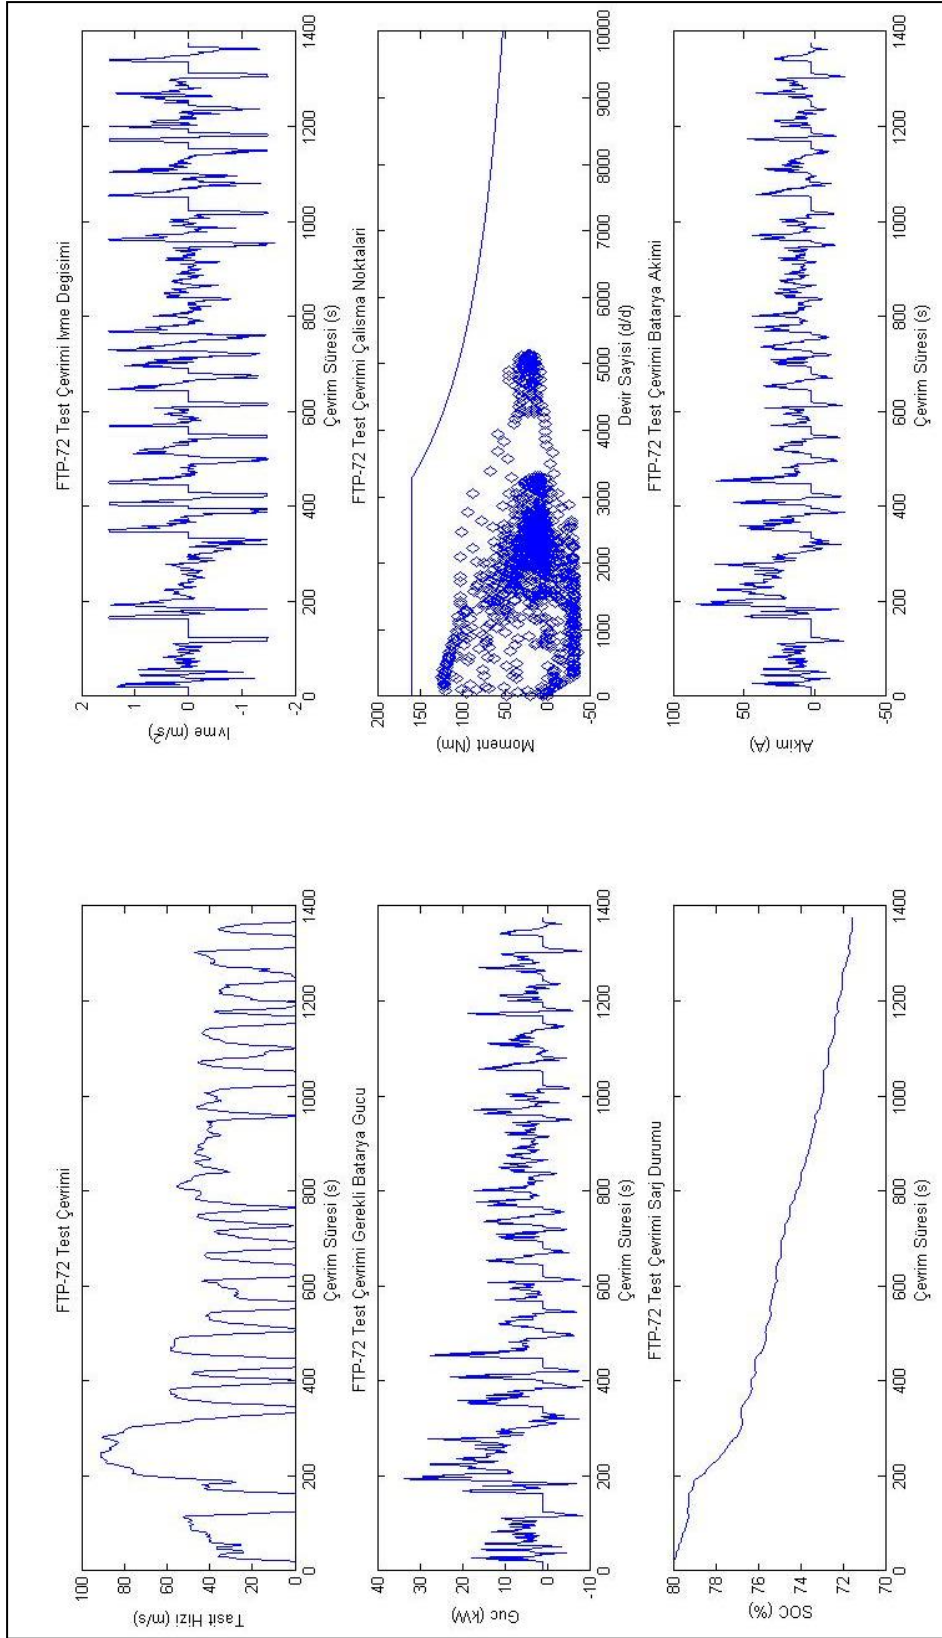 FTP-72 Test Çevrimi
Tasit Hizi (m/s)
100
80
60
40
20
0
0 200 400 600 800 1000 1200 1400
Çevrim Süresi (s)
FTP-72 Test Çevrimi Ivme Degisimi
Ivme (m/s²)
2
1
0
-1
-2
0 200 400 600 800 1000 1200 1400
Çevrim Süresi (s)
FTP-72 Test Çevrimi Gerekli Batarya Gucu
Guc (kW)
40
30
20
10
0
-10
0 200 400 600 800 1000 1200 1400
Çevrim Süresi (s)
FTP-72 Test Çevrimi Çalisma Noktalari
Moment (Nm)
200
150
100
50
0
-50
0 1000 2000 3000 4000 5000 6000 7000 8000 9000 10000
Devir Sayisi (d/d)
FTP-72 Test Çevrimi Sarj Durumu
SOC (%)
80
78
76
74
72
70
0 200 400 600 800 1000 1200 1400
Çevrim Süresi (s)
FTP-72 Test Çevrimi Batarya Akimi
Akim (A)
100
50
0
-50
0 200 400 600 800 1000 1200 1400
Çevrim Süresi (s)